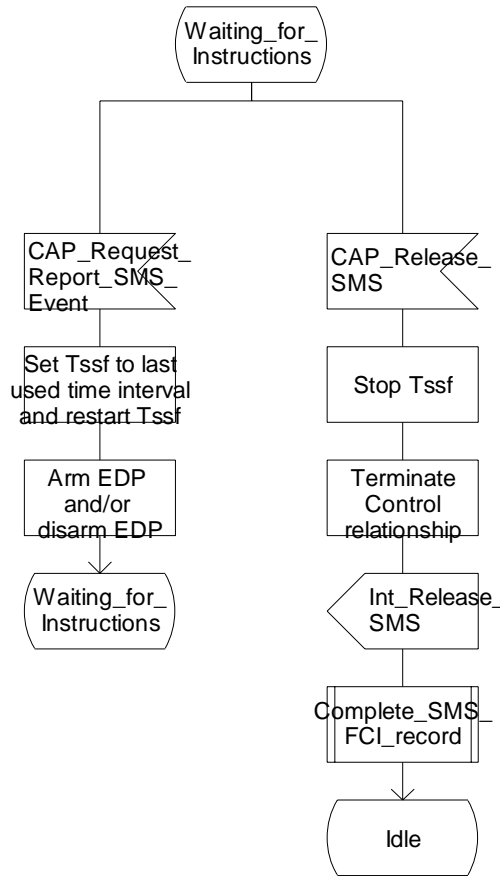 Waiting_for_
Instructions
CAP_Request_
Report_SMS_
Event
Set Tssf to last
used time interval
and restart Tssf
Arm EDP
and/or
disarm EDP
Waiting_for_
Instructions
CAP_Release_
SMS
Stop Tssf
Terminate
Control
relationship
Int_Release_
SMS
Complete_SMS_
FCI_record
Idle